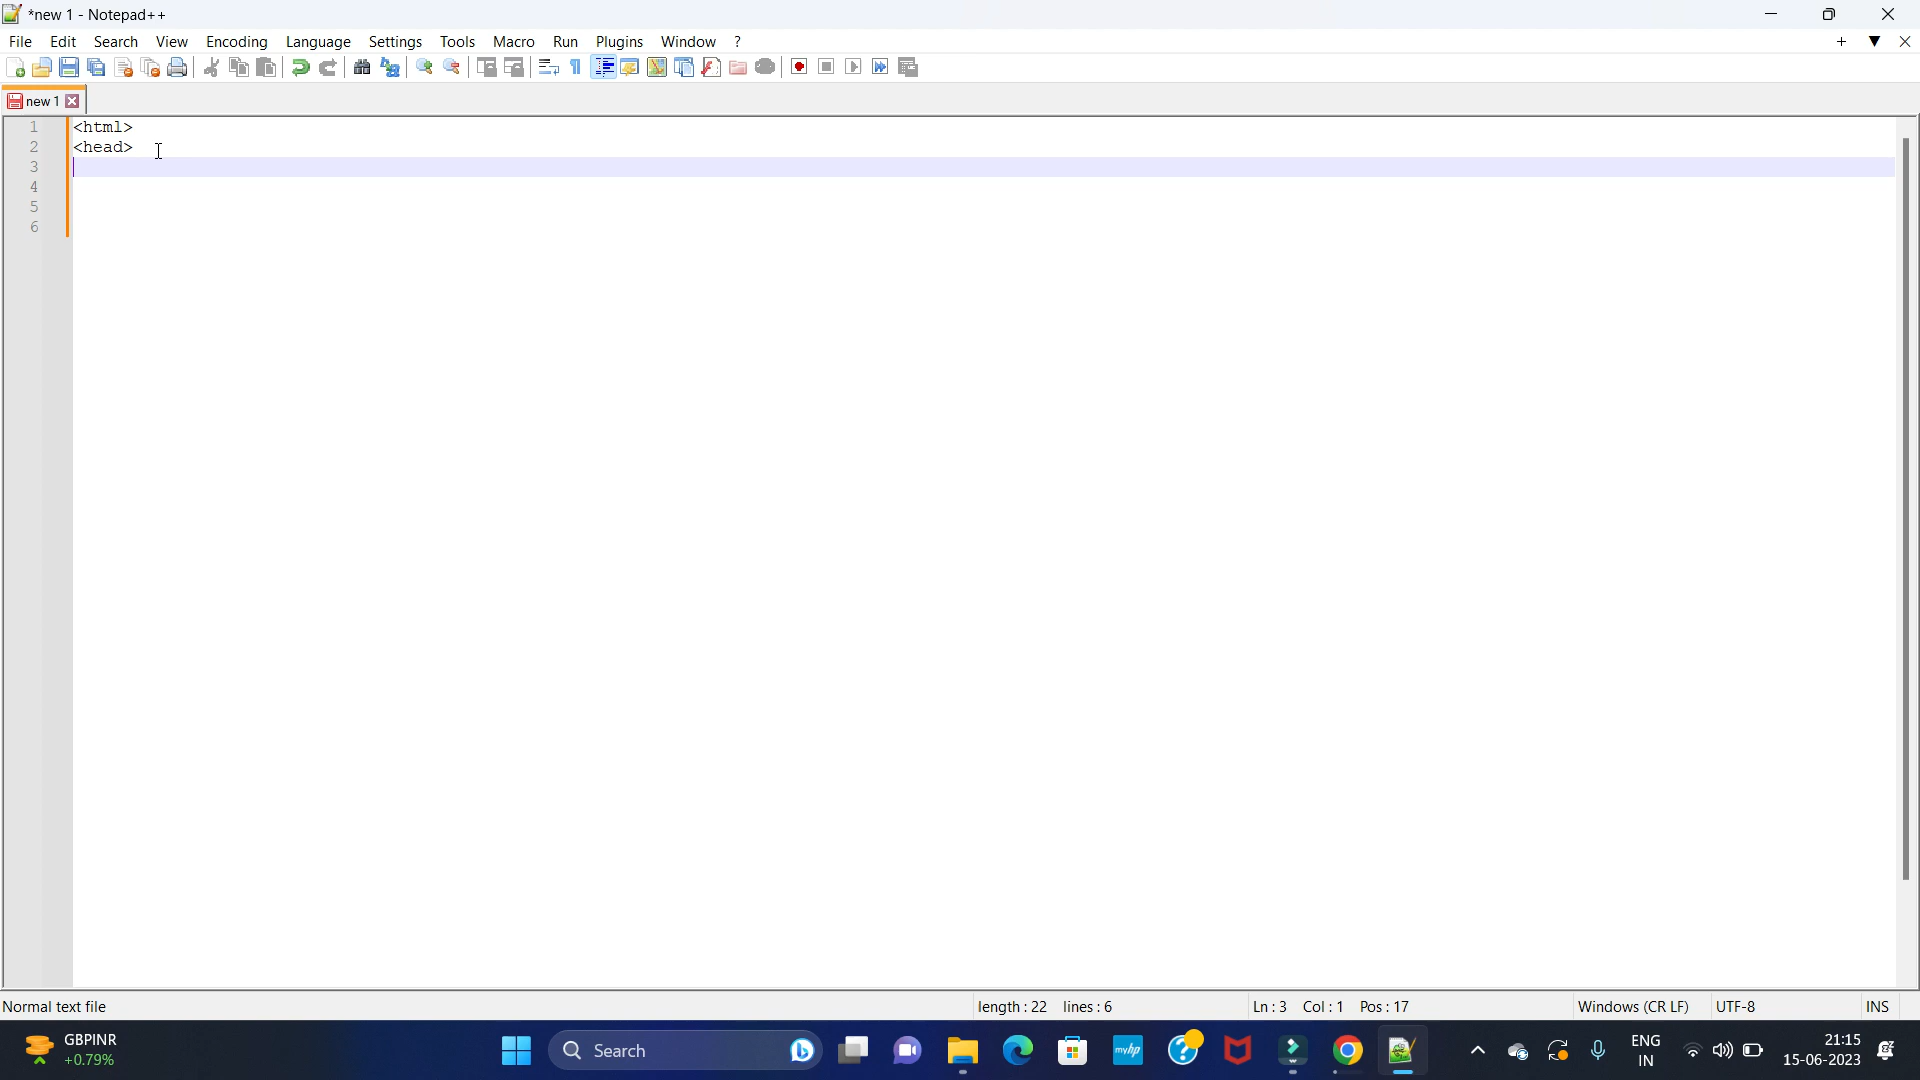 *new 1 - Notepad++
File Edit Search View Encoding Language Settings Tools Macro Run Plugins Window ?
new 1
1 <html>
2 <head>
3
4
5
6
Normal text file length : 22 lines : 6 Ln : 3 Col : 1 Pos : 17 Windows (CR LF) UTF-8 INS
GBPINR
+0.79%
Search
myhp
ENG
IN
21:15
15-06-2023